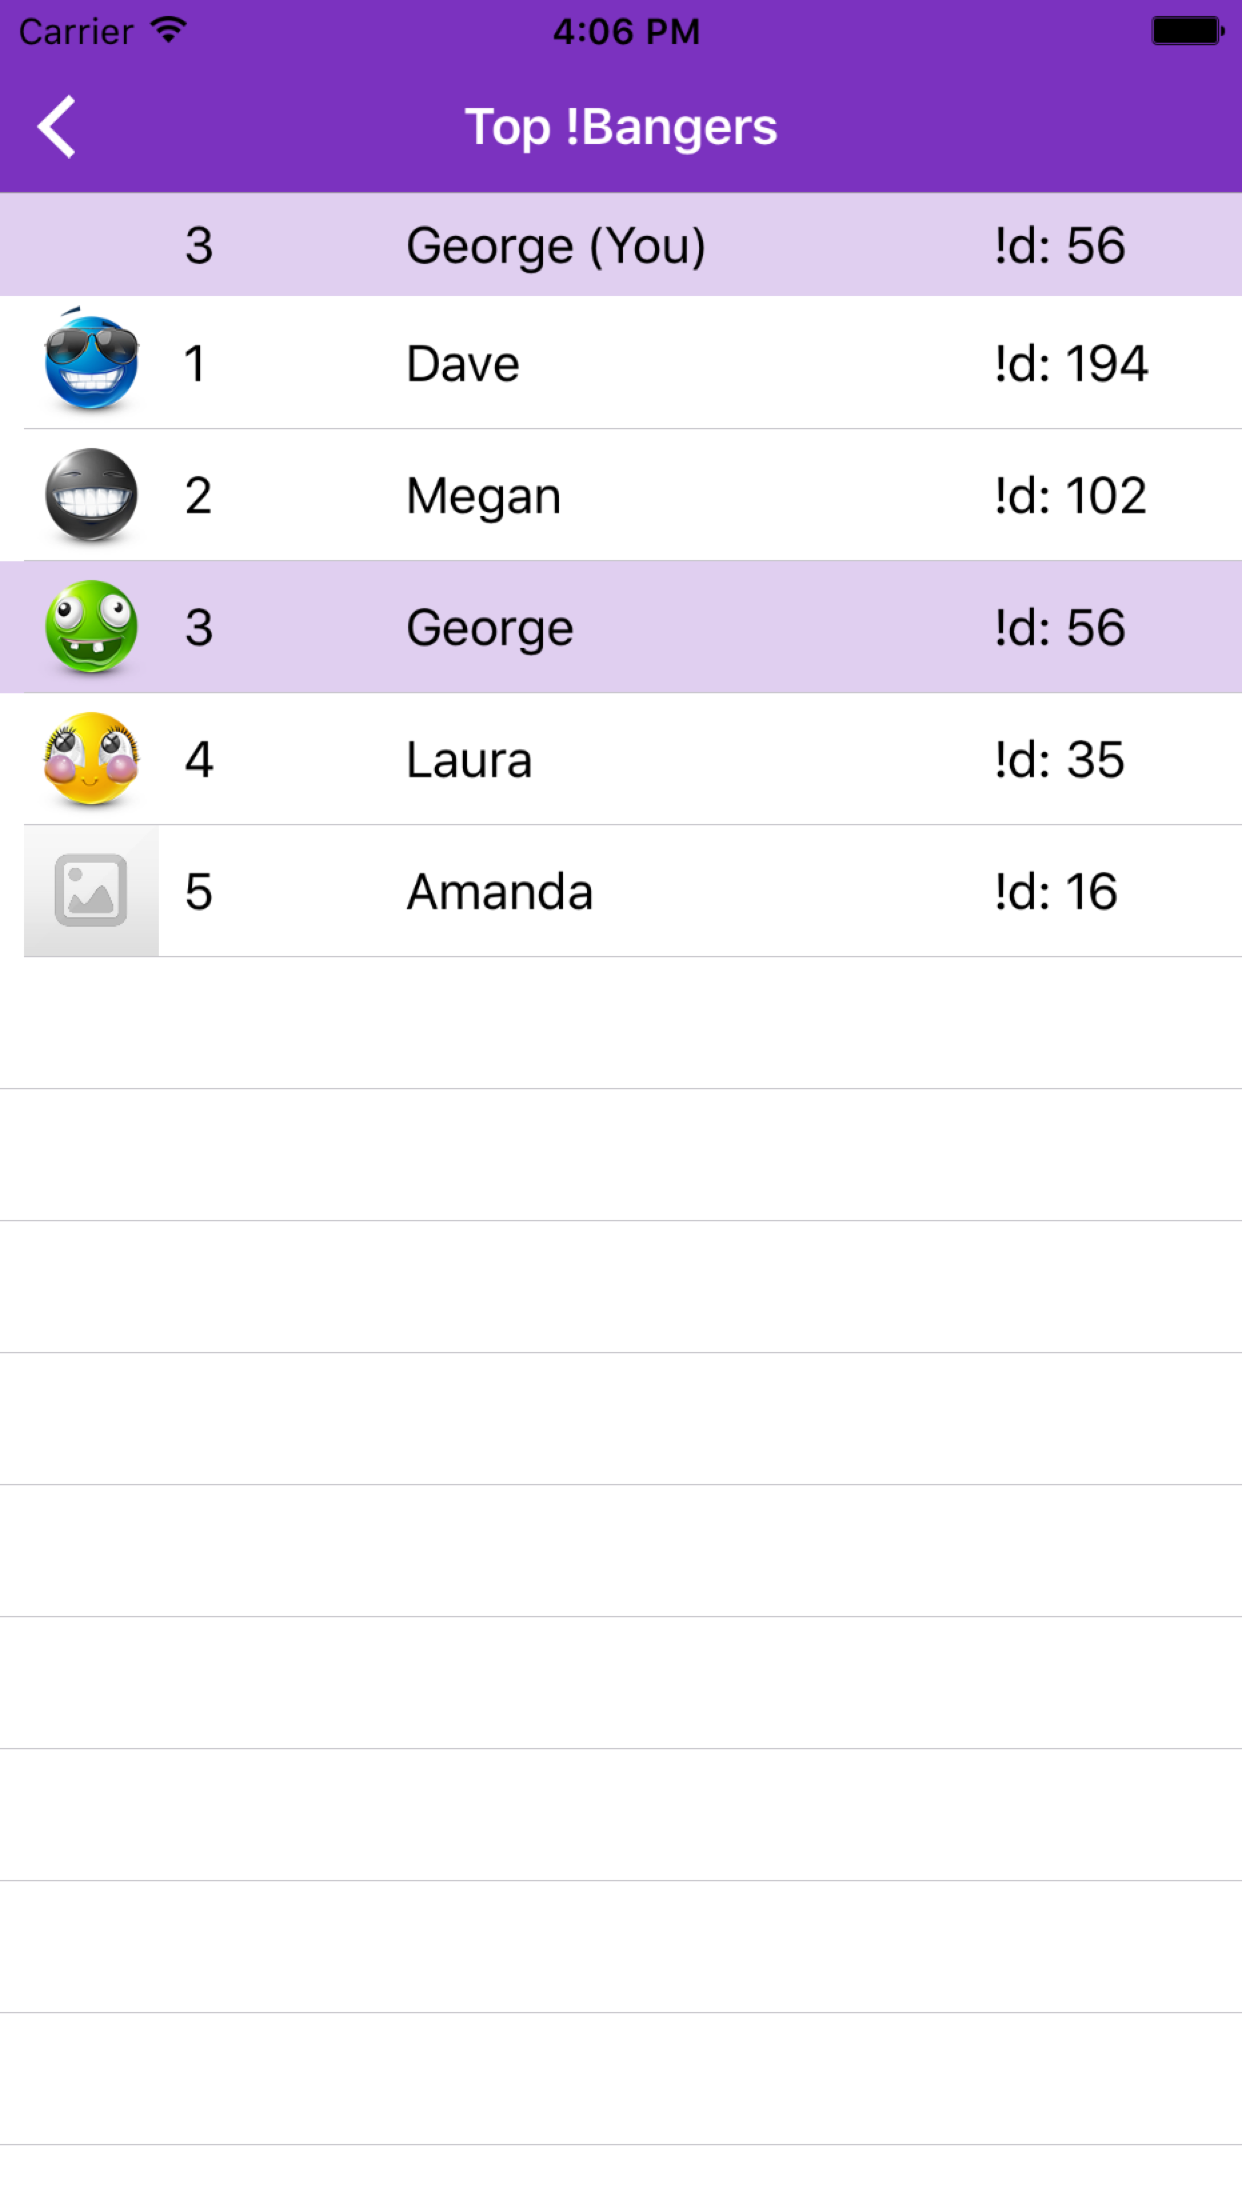 Carrier 4:06 PM
Top !Bangers
3 George (You) !d: 56
1 Dave !d: 194
2 Megan !d: 102
3 George !d: 56
4 Laura !d: 35
5 Amanda !d: 16